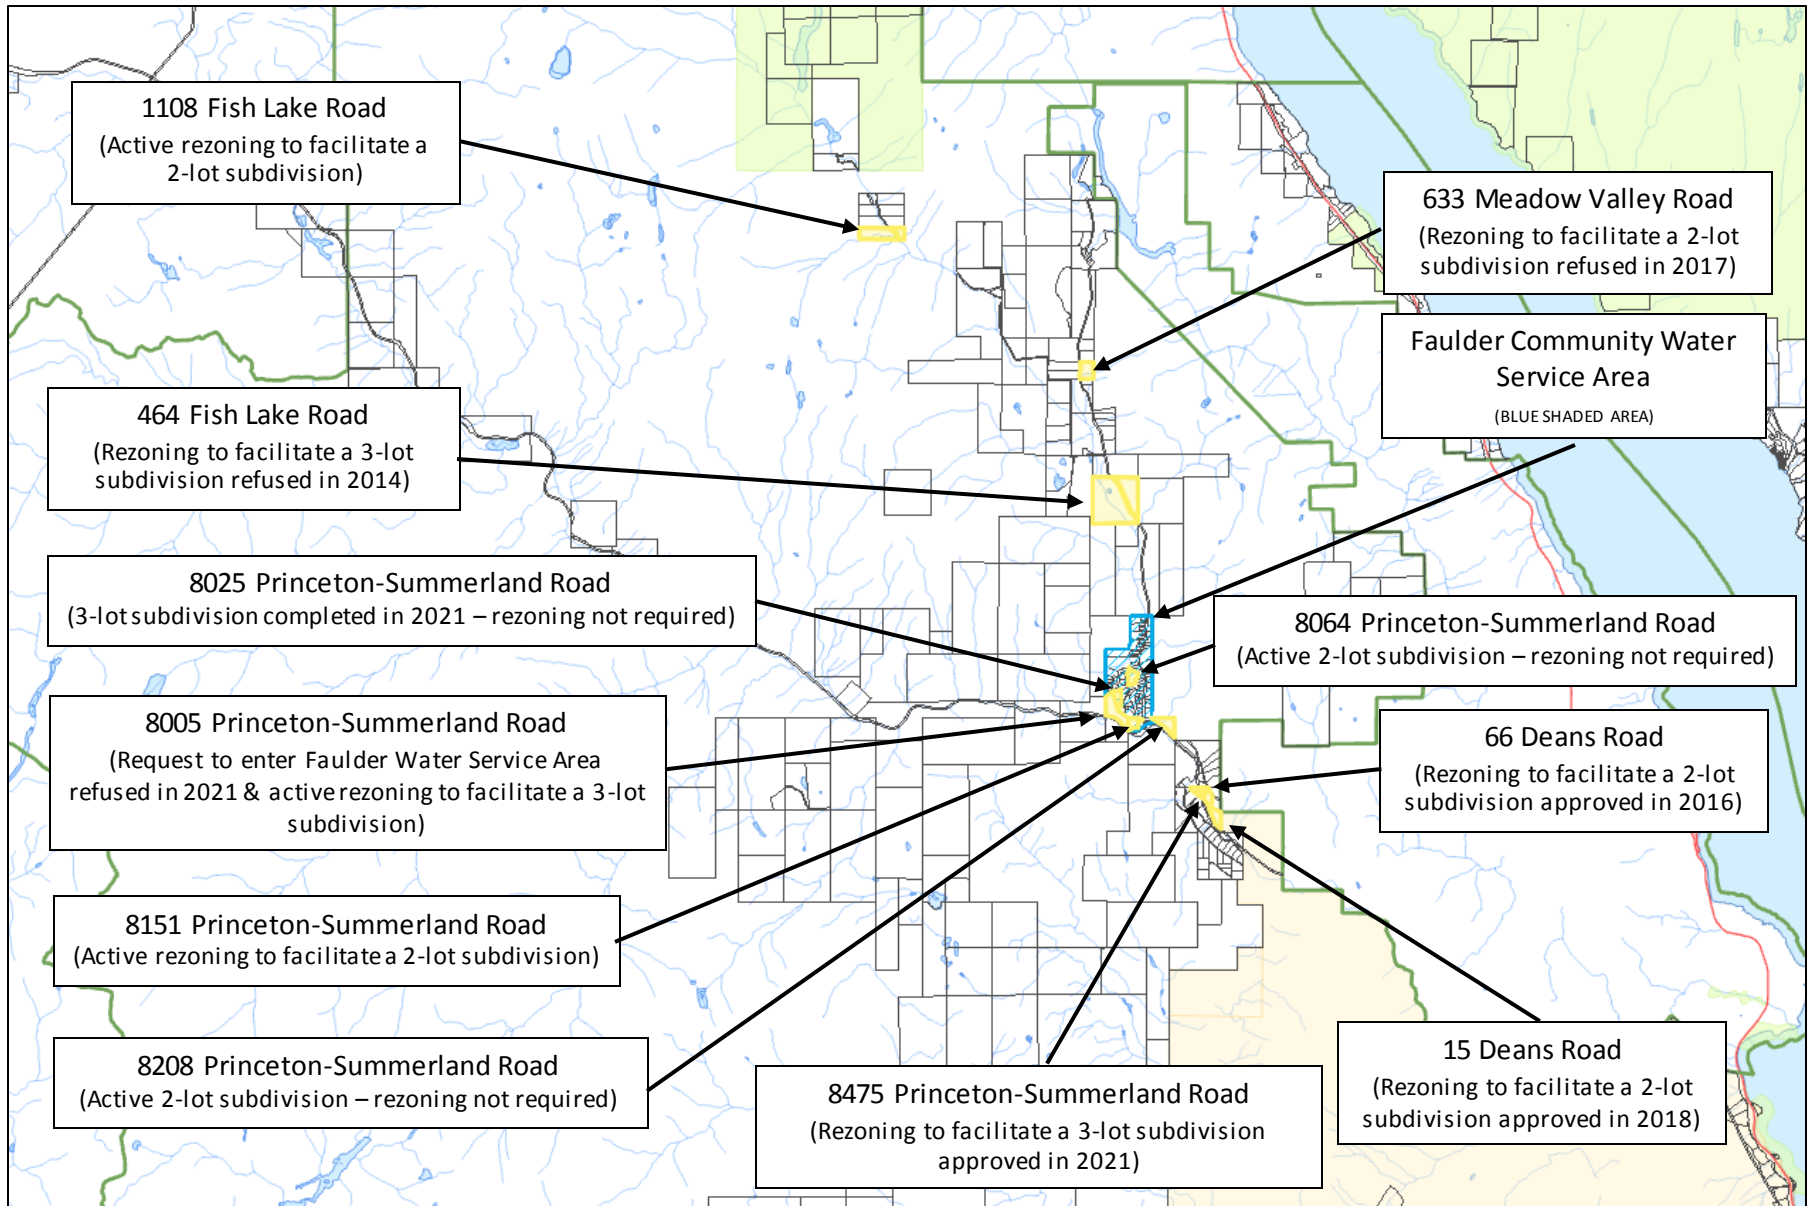 1108 Fish Lake Road
(Active rezoning to facilitate a
2-lot subdivision)
633 Meadow Valley Road
(Rezoning to facilitate a 2-lot
subdivision refused in 2017)
Faulder Community Water
Service Area
(BLUE SHADED AREA)
464 Fish Lake Road
(Rezoning to facilitate a 3-lot
subdivision refused in 2014)
8025 Princeton-Summerland Road
(3-lot subdivision completed in 2021 – rezoning not required)
8064 Princeton-Summerland Road
(Active 2-lot subdivision – rezoning not required)
8005 Princeton-Summerland Road
(Request to enter Faulder Water Service Area
refused in 2021 & active rezoning to facilitate a 3-lot
subdivision)
66 Deans Road
(Rezoning to facilitate a 2-lot
subdivision approved in 2016)
8151 Princeton-Summerland Road
(Active rezoning to facilitate a 2-lot subdivision)
8208 Princeton-Summerland Road
(Active 2-lot subdivision – rezoning not required)
8475 Princeton-Summerland Road
(Rezoning to facilitate a 3-lot subdivision
approved in 2021)
15 Deans Road
(Rezoning to facilitate a 2-lot
subdivision approved in 2018)